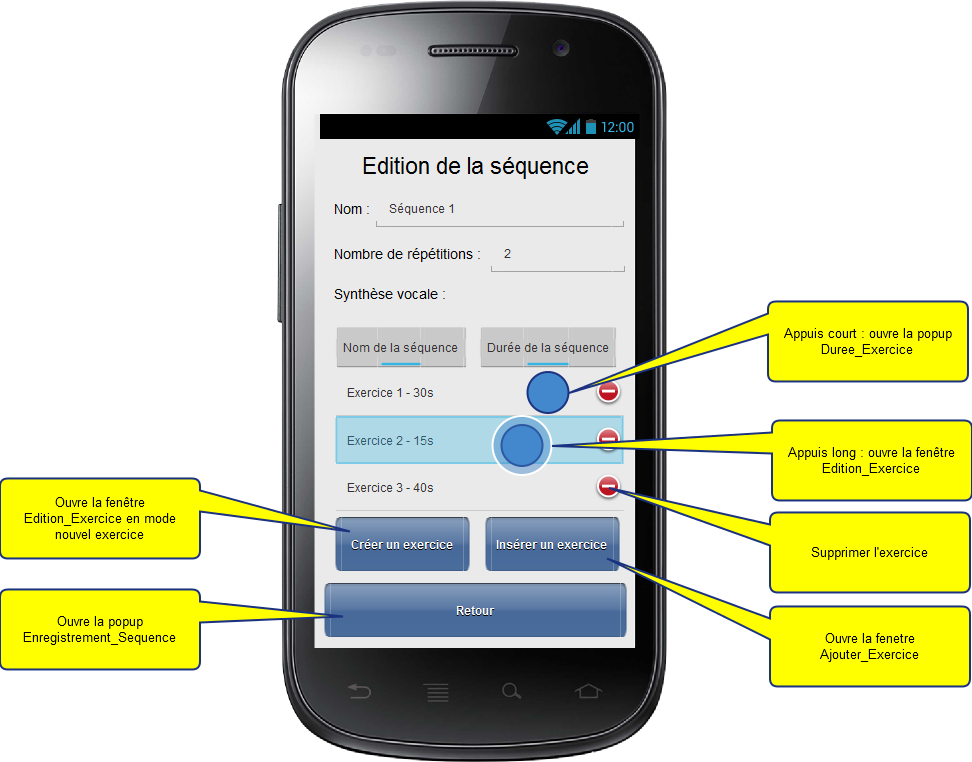 12:00
Edition de la séquence
Nom : Séquence 1
Nombre de répétitions : 2
Synthèse vocale :
Nom de la séquence
Durée de la séquence
Exercice 1 - 30s
Exercice 2 - 15s
Exercice 3 - 40s
Créer un exercice
Insérer un exercice
Retour
Appuis court : ouvre la popup
Duree_Exercice
Appuis long : ouvre la fenêtre
Edition_Exercice
Supprimer l'exercice
Ouvre la fenetre
Ajouter_Exercice
Ouvre la fenêtre
Edition_Exercice en mode
nouvel exercice
Ouvre la popup
Enregistrement_Sequence